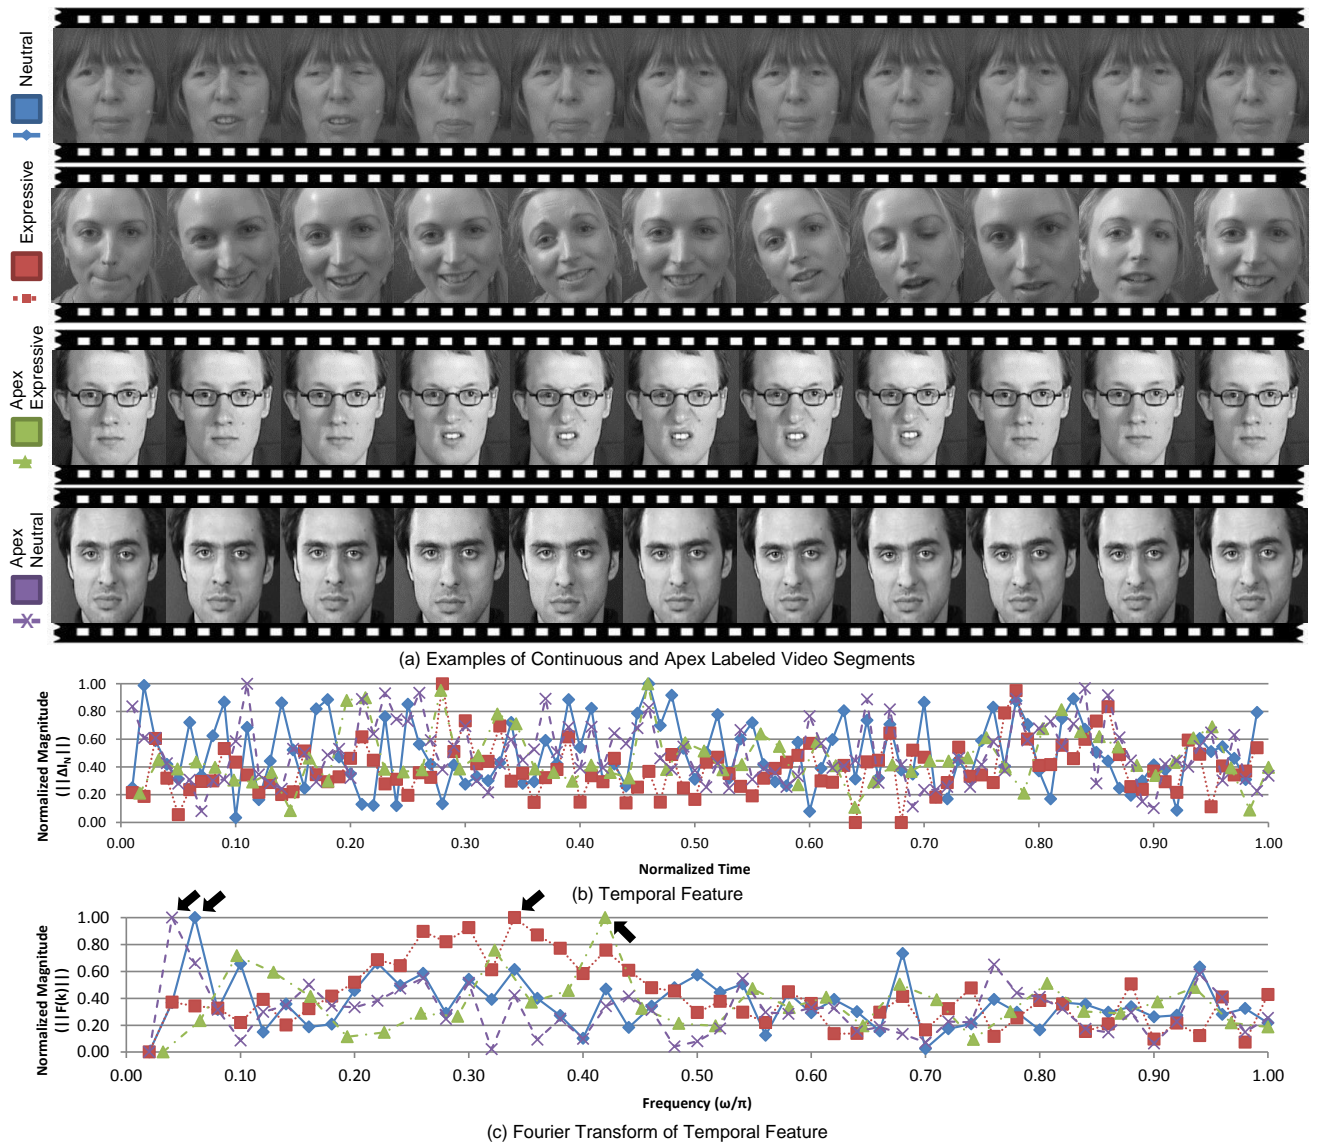 Neutral
Expressive
Apex
Expressive
Apex
Neutral
(a) Examples of Continuous and Apex Labeled Video Segments
Normalized Magnitude
(||ΔI_N||)
1.00
0.80
0.60
0.40
0.20
0.00
0.00 0.10 0.20 0.30 0.40 0.50 0.60 0.70 0.80 0.90 1.00
Normalized Time
(b) Temporal Feature
Normalized Magnitude
(||F(k)||)
1.00
0.80
0.60
0.40
0.20
0.00
0.00 0.10 0.20 0.30 0.40 0.50 0.60 0.70 0.80 0.90 1.00
Frequency (ω/π)
(c) Fourier Transform of Temporal Feature